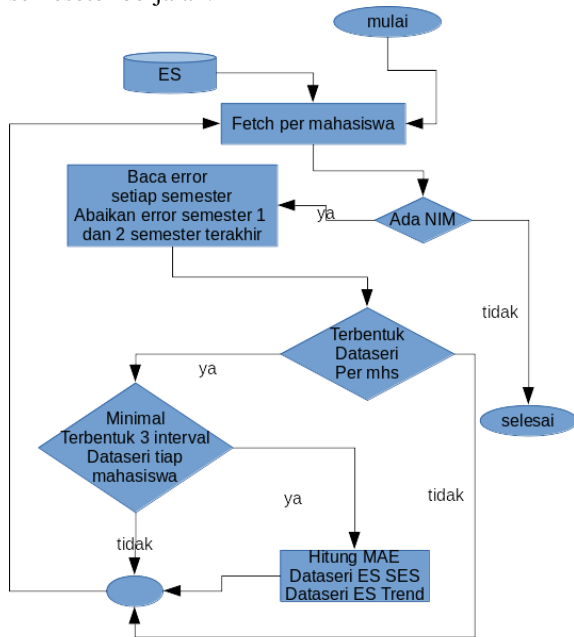 mulai
ES
Fetch per mahasiswa
Baca error
setiap semester
Abaikan error semester 1
dan 2 semester terakhir
ya
Ada NIM
tidak
Terbentuk
Dataseri
Per mhs
ya
selesai
Minimal
Terbentuk 3 interval
Dataseri tiap
mahasiswa
ya
tidak
tidak
Hitung MAE
Dataseri ES SES
Dataseri ES Trend